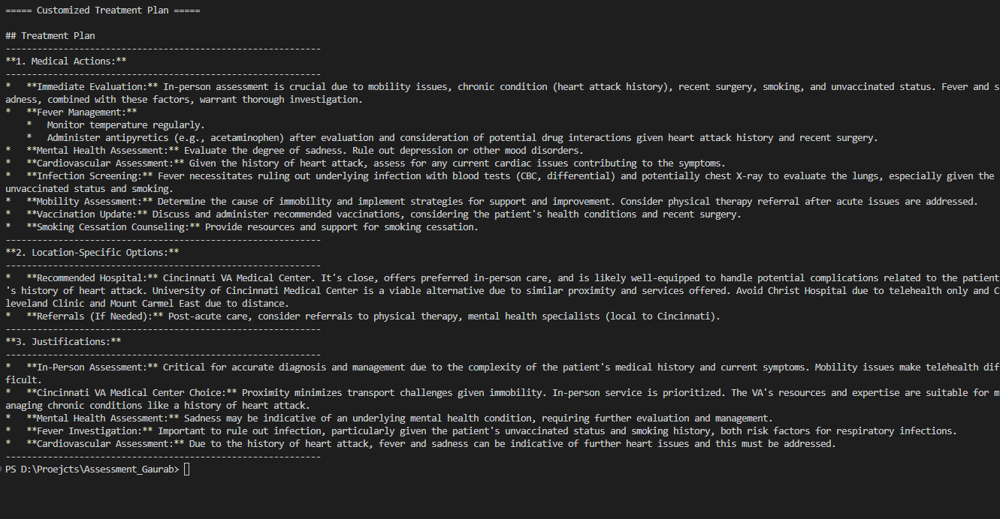 ===== Customized Treatment Plan =====
## Treatment Plan
------------------------------------------------------------
**1. Medical Actions:**
------------------------------------------------------------
*   **Immediate Evaluation:** In-person assessment is crucial due to mobility issues, chronic condition (heart attack history), recent surgery, smoking, and unvaccinated status. Fever and s
adness, combined with these factors, warrant thorough investigation.
*   **Fever Management:**
    *   Monitor temperature regularly.
    *   Administer antipyretics (e.g., acetaminophen) after evaluation and consideration of potential drug interactions given heart attack history and recent surgery.
*   **Mental Health Assessment:** Evaluate the degree of sadness. Rule out depression or other mood disorders.
*   **Cardiovascular Assessment:** Given the history of heart attack, assess for any current cardiac issues contributing to the symptoms.
*   **Infection Screening:** Fever necessitates ruling out underlying infection with blood tests (CBC, differential) and potentially chest X-ray to evaluate the lungs, especially given the
unvaccinated status and smoking.
*   **Mobility Assessment:** Determine the cause of immobility and implement strategies for support and improvement. Consider physical therapy referral after acute issues are addressed.
*   **Vaccination Update:** Discuss and administer recommended vaccinations, considering the patient's health conditions and recent surgery.
*   **Smoking Cessation Counseling:** Provide resources and support for smoking cessation.
------------------------------------------------------------
**2. Location-Specific Options:**
------------------------------------------------------------
*   **Recommended Hospital:** Cincinnati VA Medical Center. It's close, offers preferred in-person care, and is likely well-equipped to handle potential complications related to the patient
's history of heart attack. University of Cincinnati Medical Center is a viable alternative due to similar proximity and services offered. Avoid Christ Hospital due to telehealth only and C
leveland Clinic and Mount Carmel East due to distance.
*   **Referrals (If Needed):** Post-acute care, consider referrals to physical therapy, mental health specialists (local to Cincinnati).
------------------------------------------------------------
**3. Justifications:**
------------------------------------------------------------
*   **In-Person Assessment:** Critical for accurate diagnosis and management due to the complexity of the patient's medical history and current symptoms. Mobility issues make telehealth dif
ficult.
*   **Cincinnati VA Medical Center Choice:** Proximity minimizes transport challenges given immobility. In-person service is prioritized. The VA's resources and expertise are suitable for m
anaging chronic conditions like a history of heart attack.
*   **Mental Health Assessment:** Sadness may be indicative of an underlying mental health condition, requiring further evaluation and management.
*   **Fever Investigation:** Important to rule out infection, particularly given the patient's unvaccinated status and smoking history, both risk factors for respiratory infections.
*   **Cardiovascular Assessment:** Due to the history of heart attack, fever and sadness can be indicative of further heart issues and this must be addressed.
------------------------------------------------------------
PS D:\Proejcts\Assessment_Gaurab>